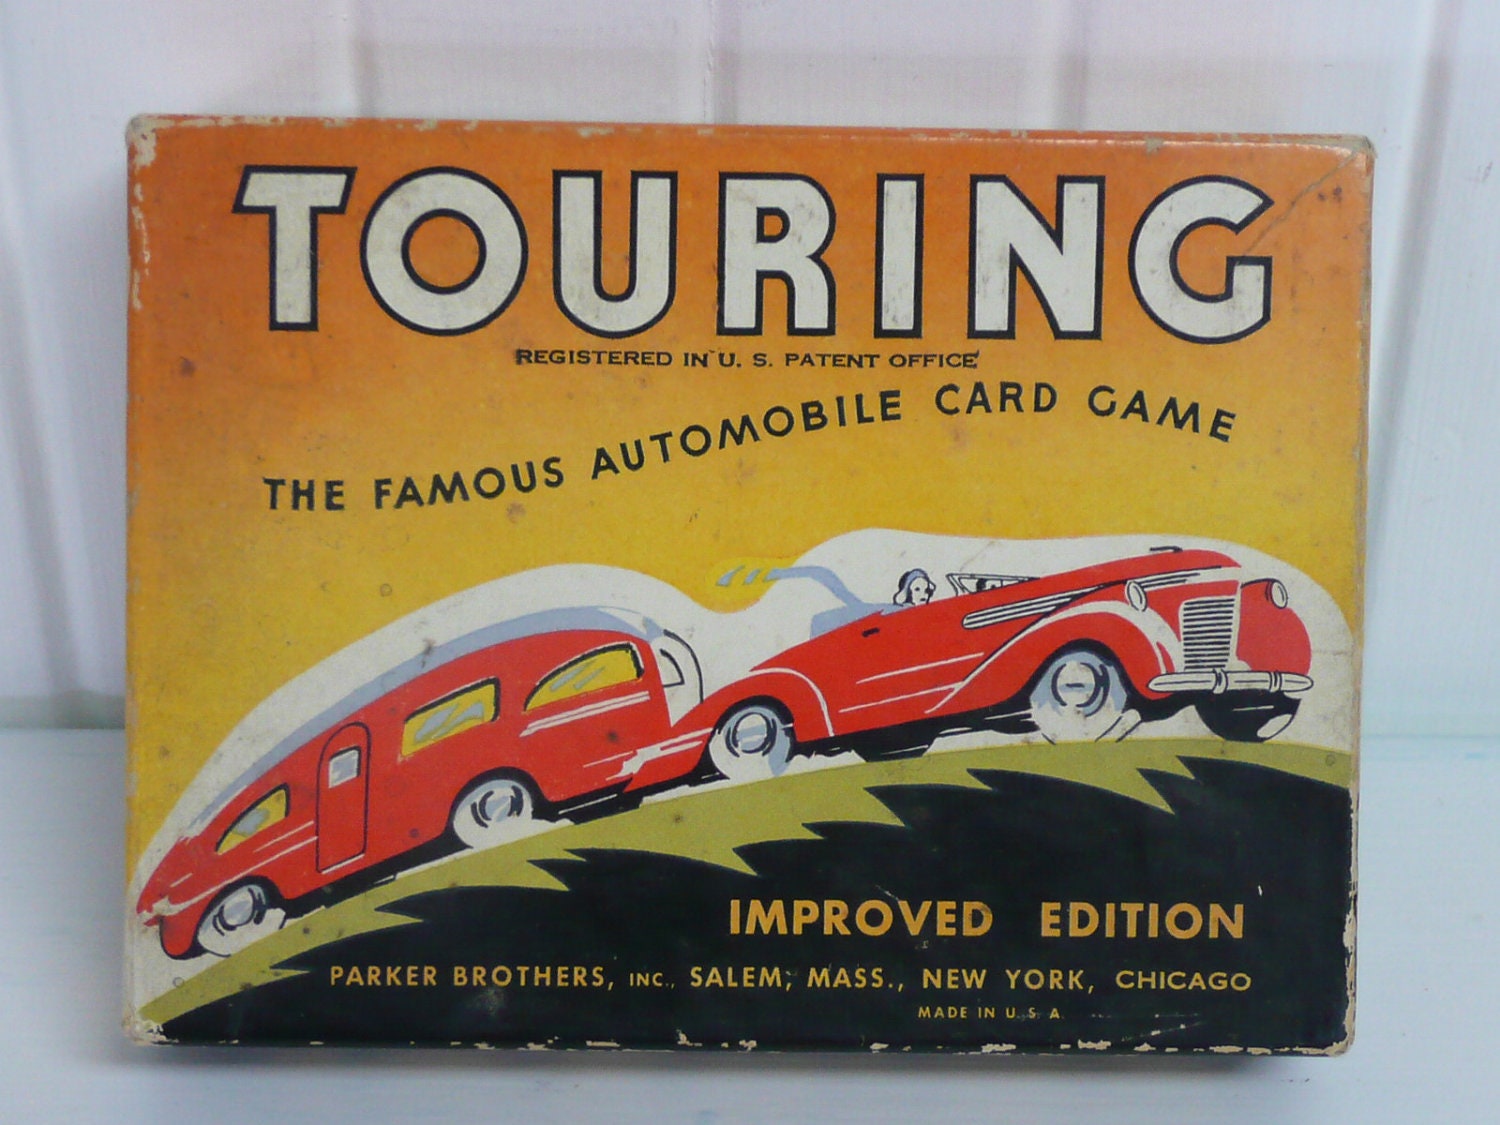 TOURING
REGISTERED IN U. S. PATENT OFFICE
THE FAMOUS AUTOMOBILE CARD GAME
IMPROVED EDITION
PARKER BROTHERS, INC., SALEM, MASS., NEW YORK, CHICAGO
MADE IN U. S. A.